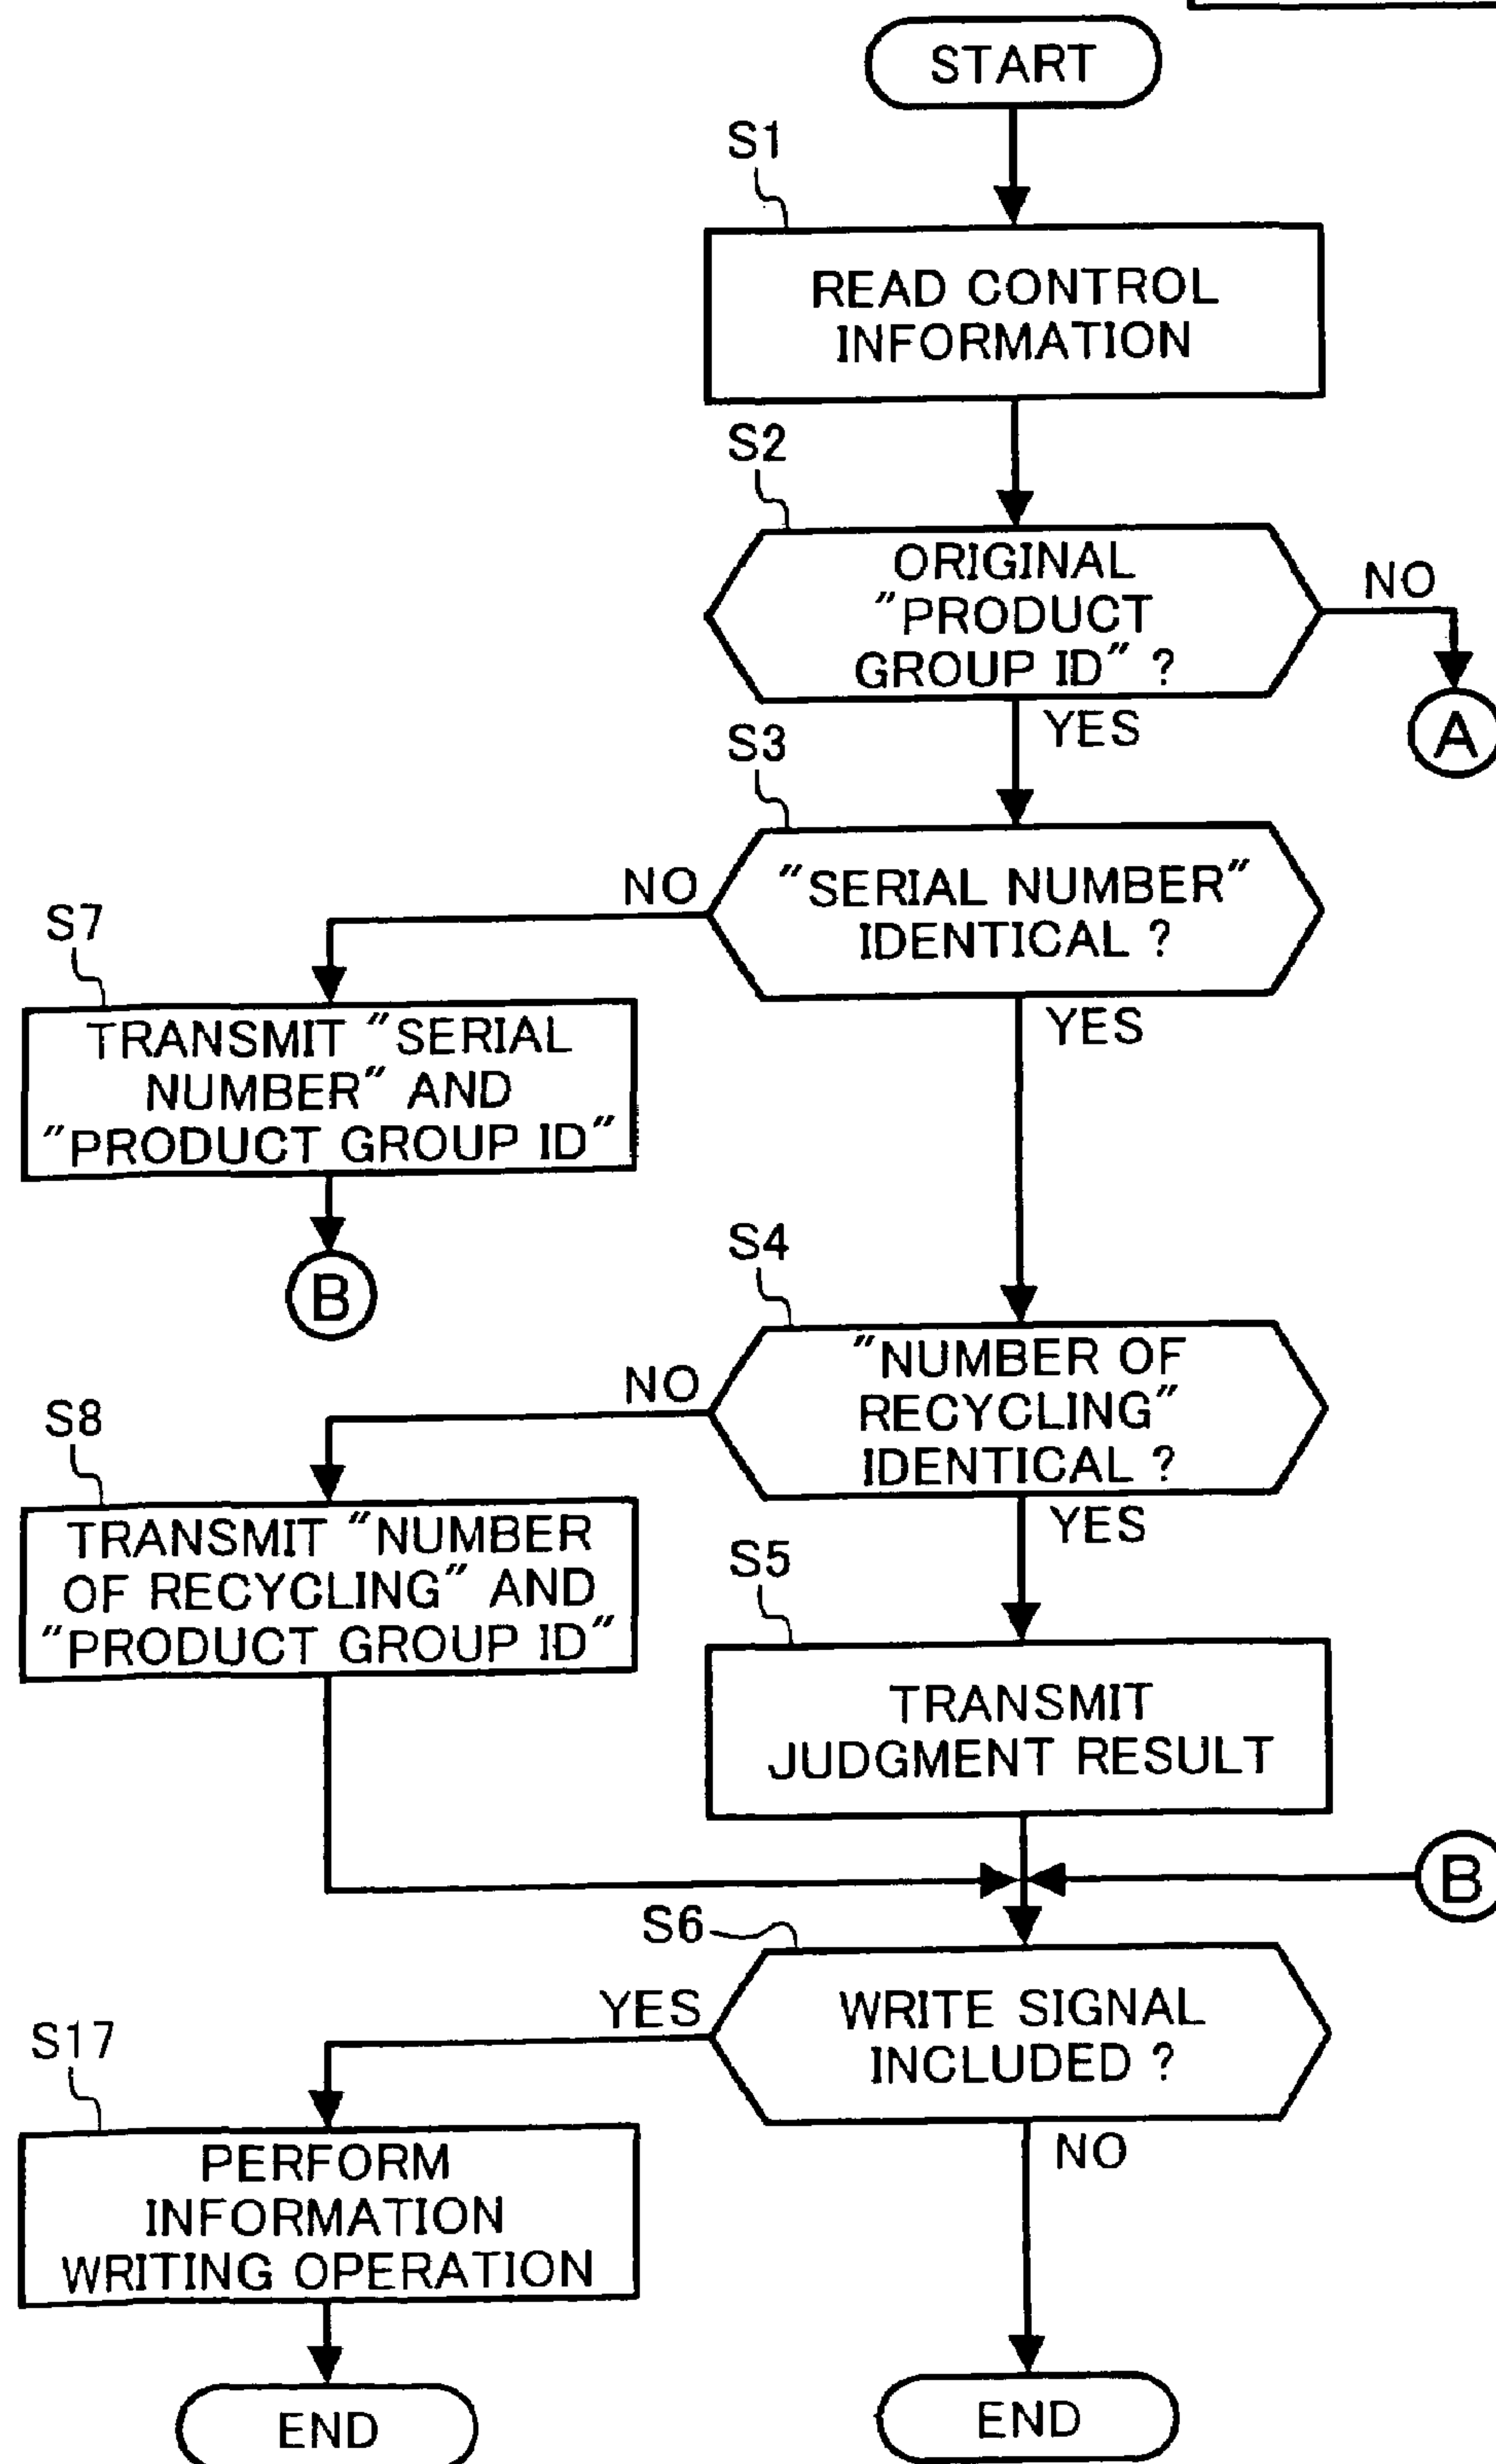 START
S1
READ CONTROL
INFORMATION
S2
ORIGINAL
"PRODUCT
GROUP ID" ?
NO
A
YES
S3
"SERIAL NUMBER"
IDENTICAL ?
NO
YES
S7
TRANSMIT "SERIAL
NUMBER" AND
"PRODUCT GROUP ID"
B
S4
"NUMBER OF
RECYCLING"
IDENTICAL ?
NO
YES
S8
TRANSMIT "NUMBER
OF RECYCLING" AND
"PRODUCT GROUP ID"
S5
TRANSMIT
JUDGMENT RESULT
B
S6
WRITE SIGNAL
INCLUDED ?
YES
NO
S17
PERFORM
INFORMATION
WRITING OPERATION
END
END